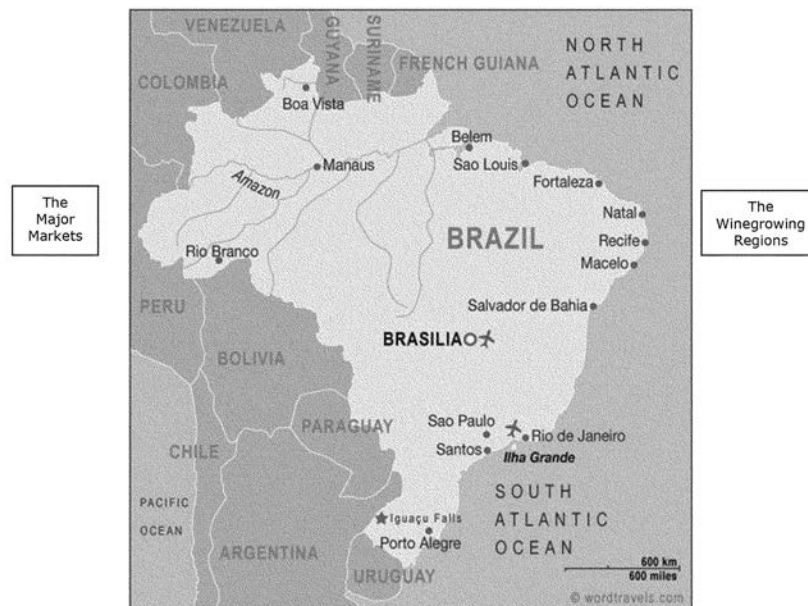 VENEZUELA
GUYANA
SURINAME
FRENCH GUIANA
COLOMBIA
NORTH
ATLANTIC
OCEAN
Boa Vista
Belem
Manaus
Sao Louis
Amazon
Fortaleza
The
Major
Markets
Natal
The
Winegrowing
Regions
BRAZIL
Recife
Rio Branco
Macelo
PERU
Salvador de Bahia
BRASILIA
BOLIVIA
PARAGUAY
Sao Paulo
Rio de Janeiro
Santos
Ilha Grande
CHILE
PACIFIC
OCEAN
SOUTH
ATLANTIC
OCEAN
Iguaçu Falls
Porto Alegre
ARGENTINA
URUGUAY
600 km
600 miles
© wordtravels.com